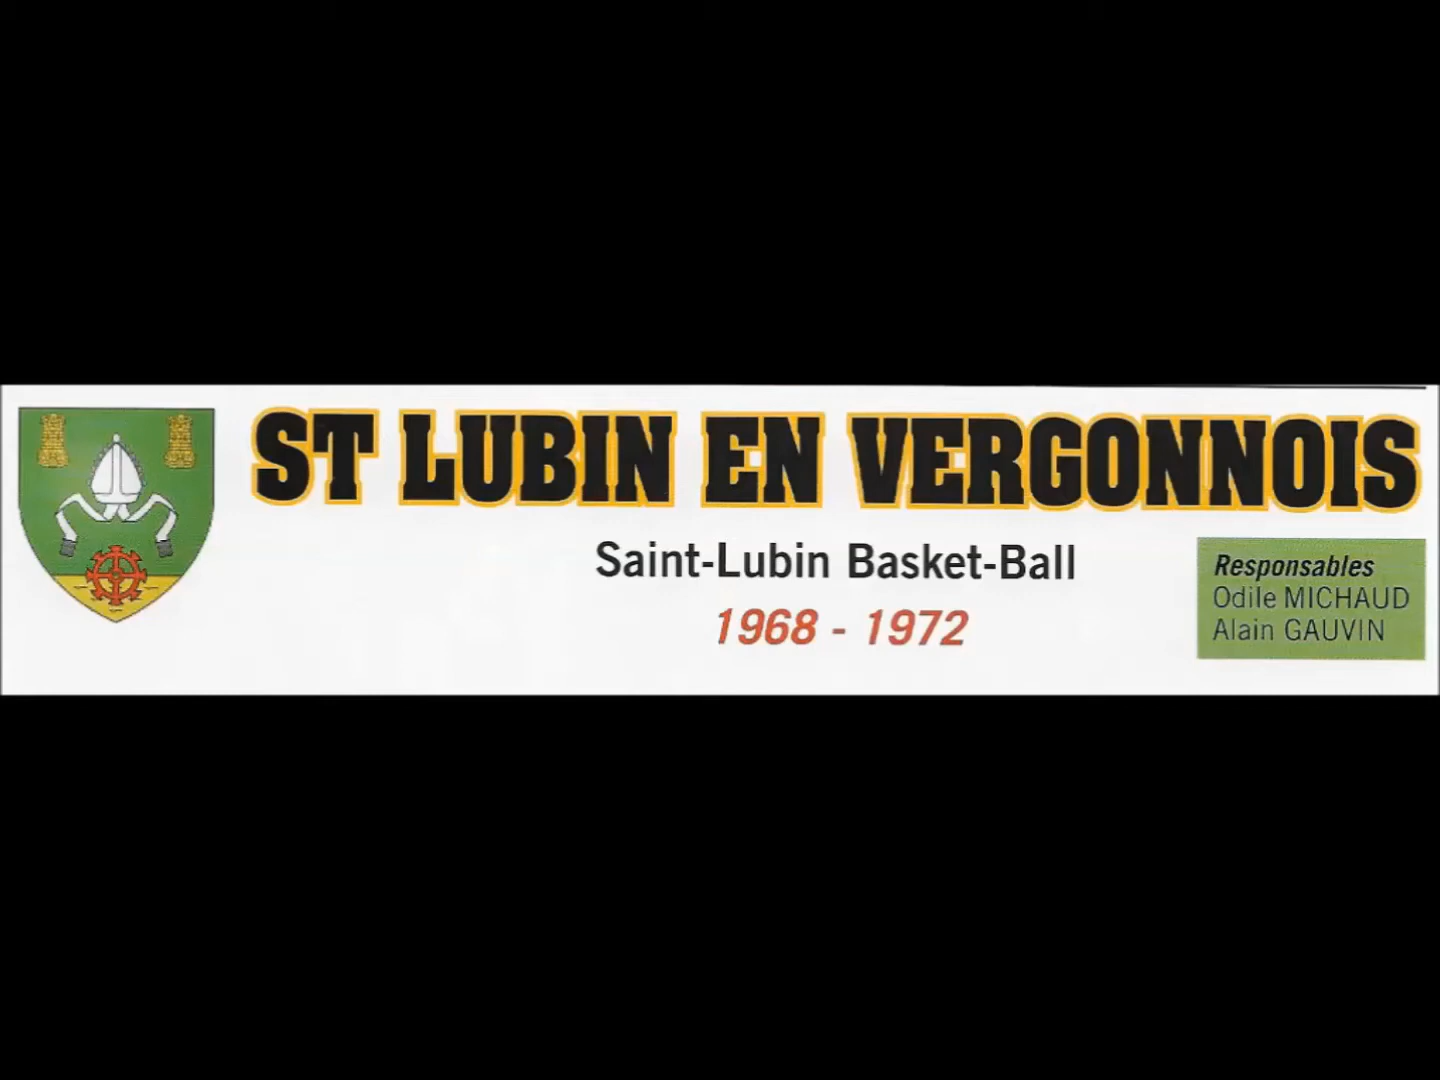 ST LUBIN EN VERGONNOIS
Saint-Lubin Basket-Ball
1968 - 1972
Responsables
Odile MICHAUD
Alain GAUVIN